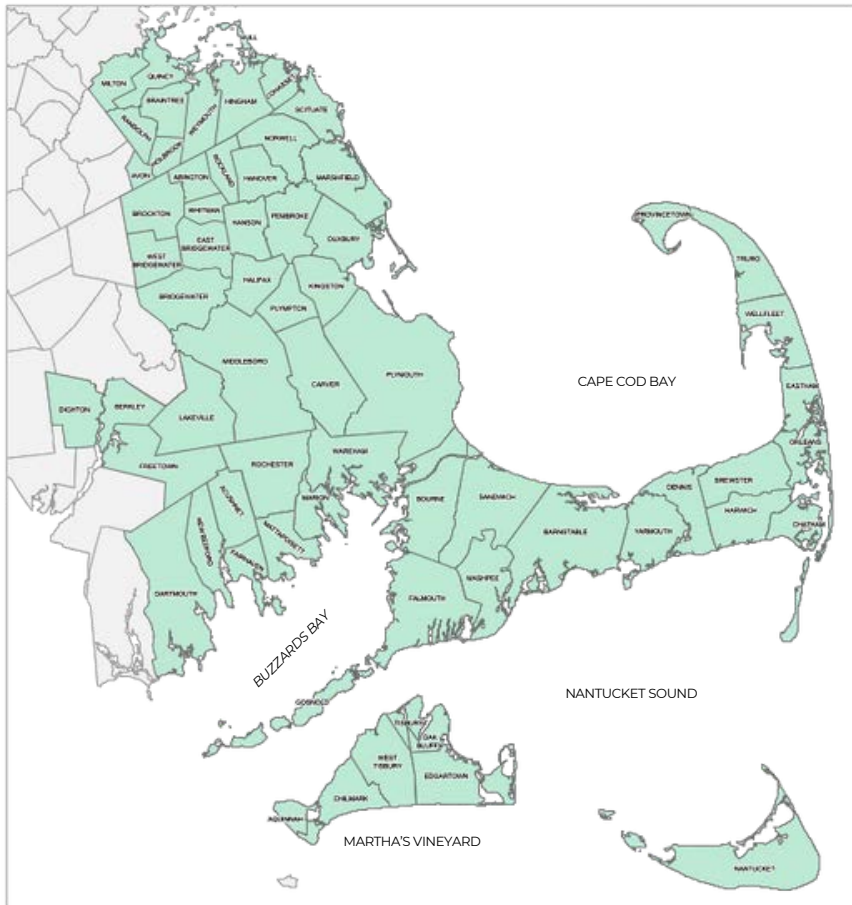 HULL
MILTON
QUINCY
BRAINTREE
WEYMOUTH
HINGHAM
COHASSET
SCITUATE
RANDOLPH
HOLBROOK
NORWELL
AVON
ABINGTON
ROCKLAND
HANOVER
MARSHFIELD
BROCKTON
WHITMAN
HANSON
PEMBROKE
PROVINCETOWN
EAST
BRIDGEWATER
DUXBURY
WEST
BRIDGEWATER
TRURO
HALIFAX
KINGSTON
BRIDGEWATER
PLYMPTON
WELLFLEET
MIDDLEBORO
PLYMOUTH
CARVER
CAPE COD BAY
EASTHAM
DIGHTON
BERKLEY
LAKEVILLE
ORLEANS
FREETOWN
ROCHESTER
WAREHAM
BREWSTER
DENNIS
MARION
BOURNE
SANDWICH
HARWICH
ACUSHNET
NEW BEDFORD
MATTAPOISETT
BARNSTABLE
YARMOUTH
CHATHAM
FAIRHAVEN
DARTMOUTH
FALMOUTH
MASHPEE
BUZZARDS BAY
NANTUCKET SOUND
GOSNOLD
TISBURY
OAK
BLUFFS
WEST
TISBURY
EDGARTOWN
CHILMARK
AQUINNAH
MARTHA'S VINEYARD
NANTUCKET